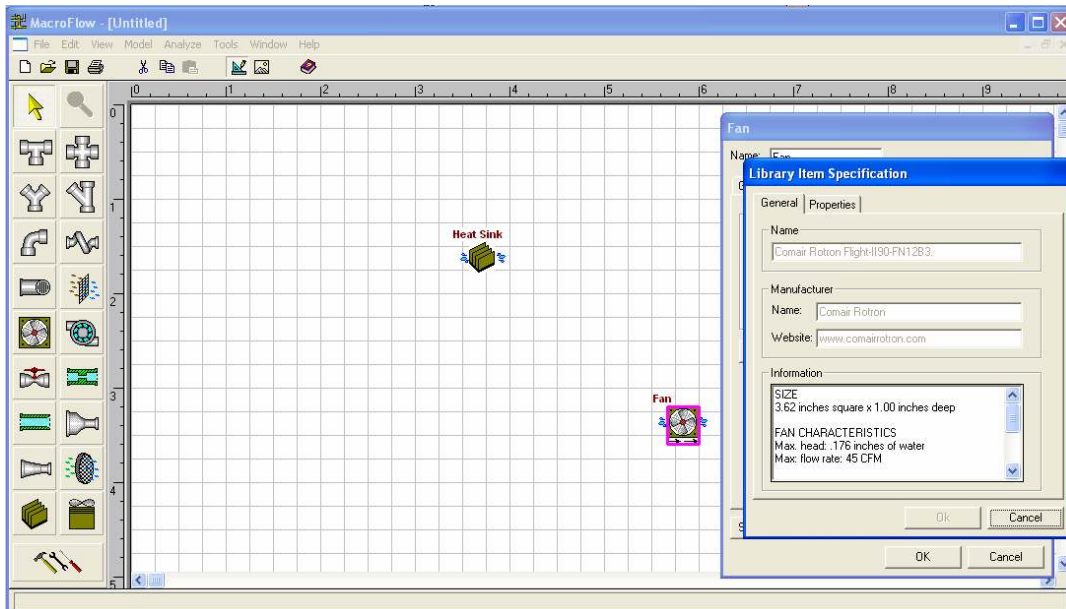 MacroFlow - [Untitled]
File Edit View Model Analyze Tools Window Help
0 1 2 3 4 5 6 7 8 9
0
1
2
3
4
5
Heat Sink
Fan
Fan
Name: Fan
Library Item Specification
General Properties
Name
Comair Rotron Flight-II90-FN12B3.
Manufacturer
Name: Comair Rotron
Website: www.comairrotron.com
Information
SIZE
3.62 inches square x 1.00 inches deep
FAN CHARACTERISTICS
Max. head: .176 inches of water
Max: flow rate: 45 CFM
Ok Cancel
OK Cancel